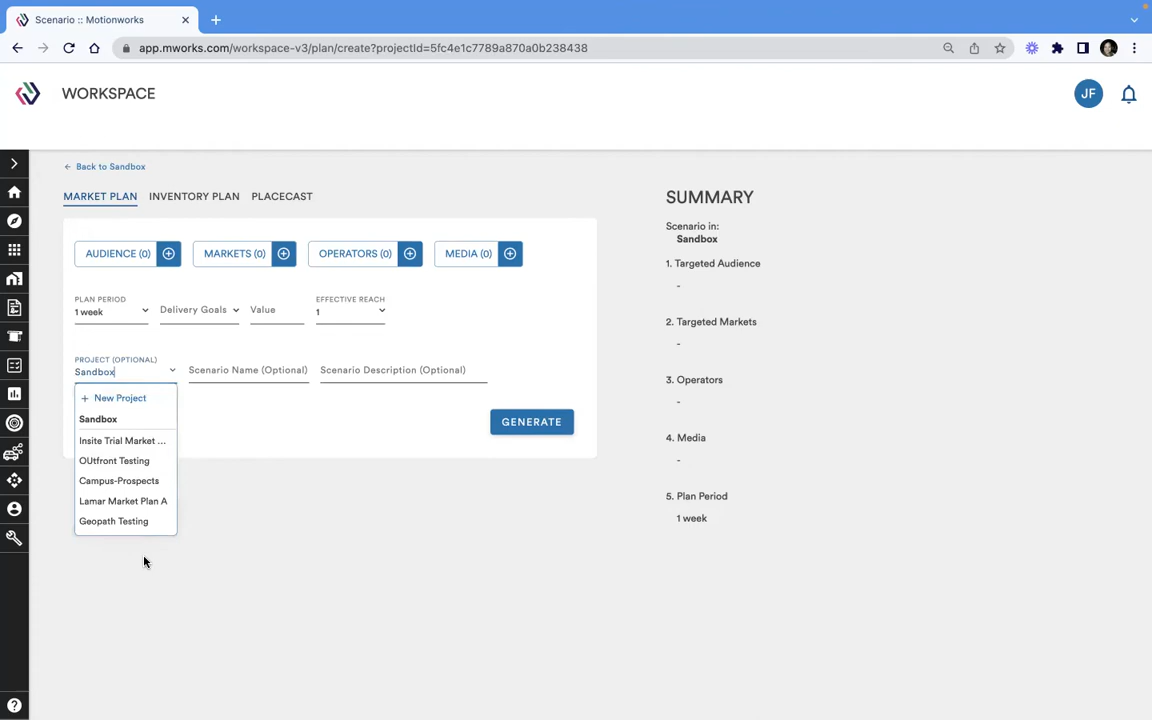 Scenario :: Motionworks
app.mworks.com/workspace-v3/plan/create?projectId=5fc4e1c7789a870a0b238438
WORKSPACE
JF
← Back to Sandbox
MARKET PLAN INVENTORY PLAN PLACECAST
AUDIENCE (0) MARKETS (0) OPERATORS (0) MEDIA (0)
PLAN PERIOD
1 week
Delivery Goals
Value
EFFECTIVE REACH
1
PROJECT (OPTIONAL)
Sandbox
Scenario Name (Optional)
Scenario Description (Optional)
+ New Project
Sandbox
Insite Trial Market ...
OUtfront Testing
Campus-Prospects
Lamar Market Plan A
Geopath Testing
GENERATE
SUMMARY
Scenario in:
Sandbox
1. Targeted Audience
-
2. Targeted Markets
-
3. Operators
-
4. Media
-
5. Plan Period
1 week